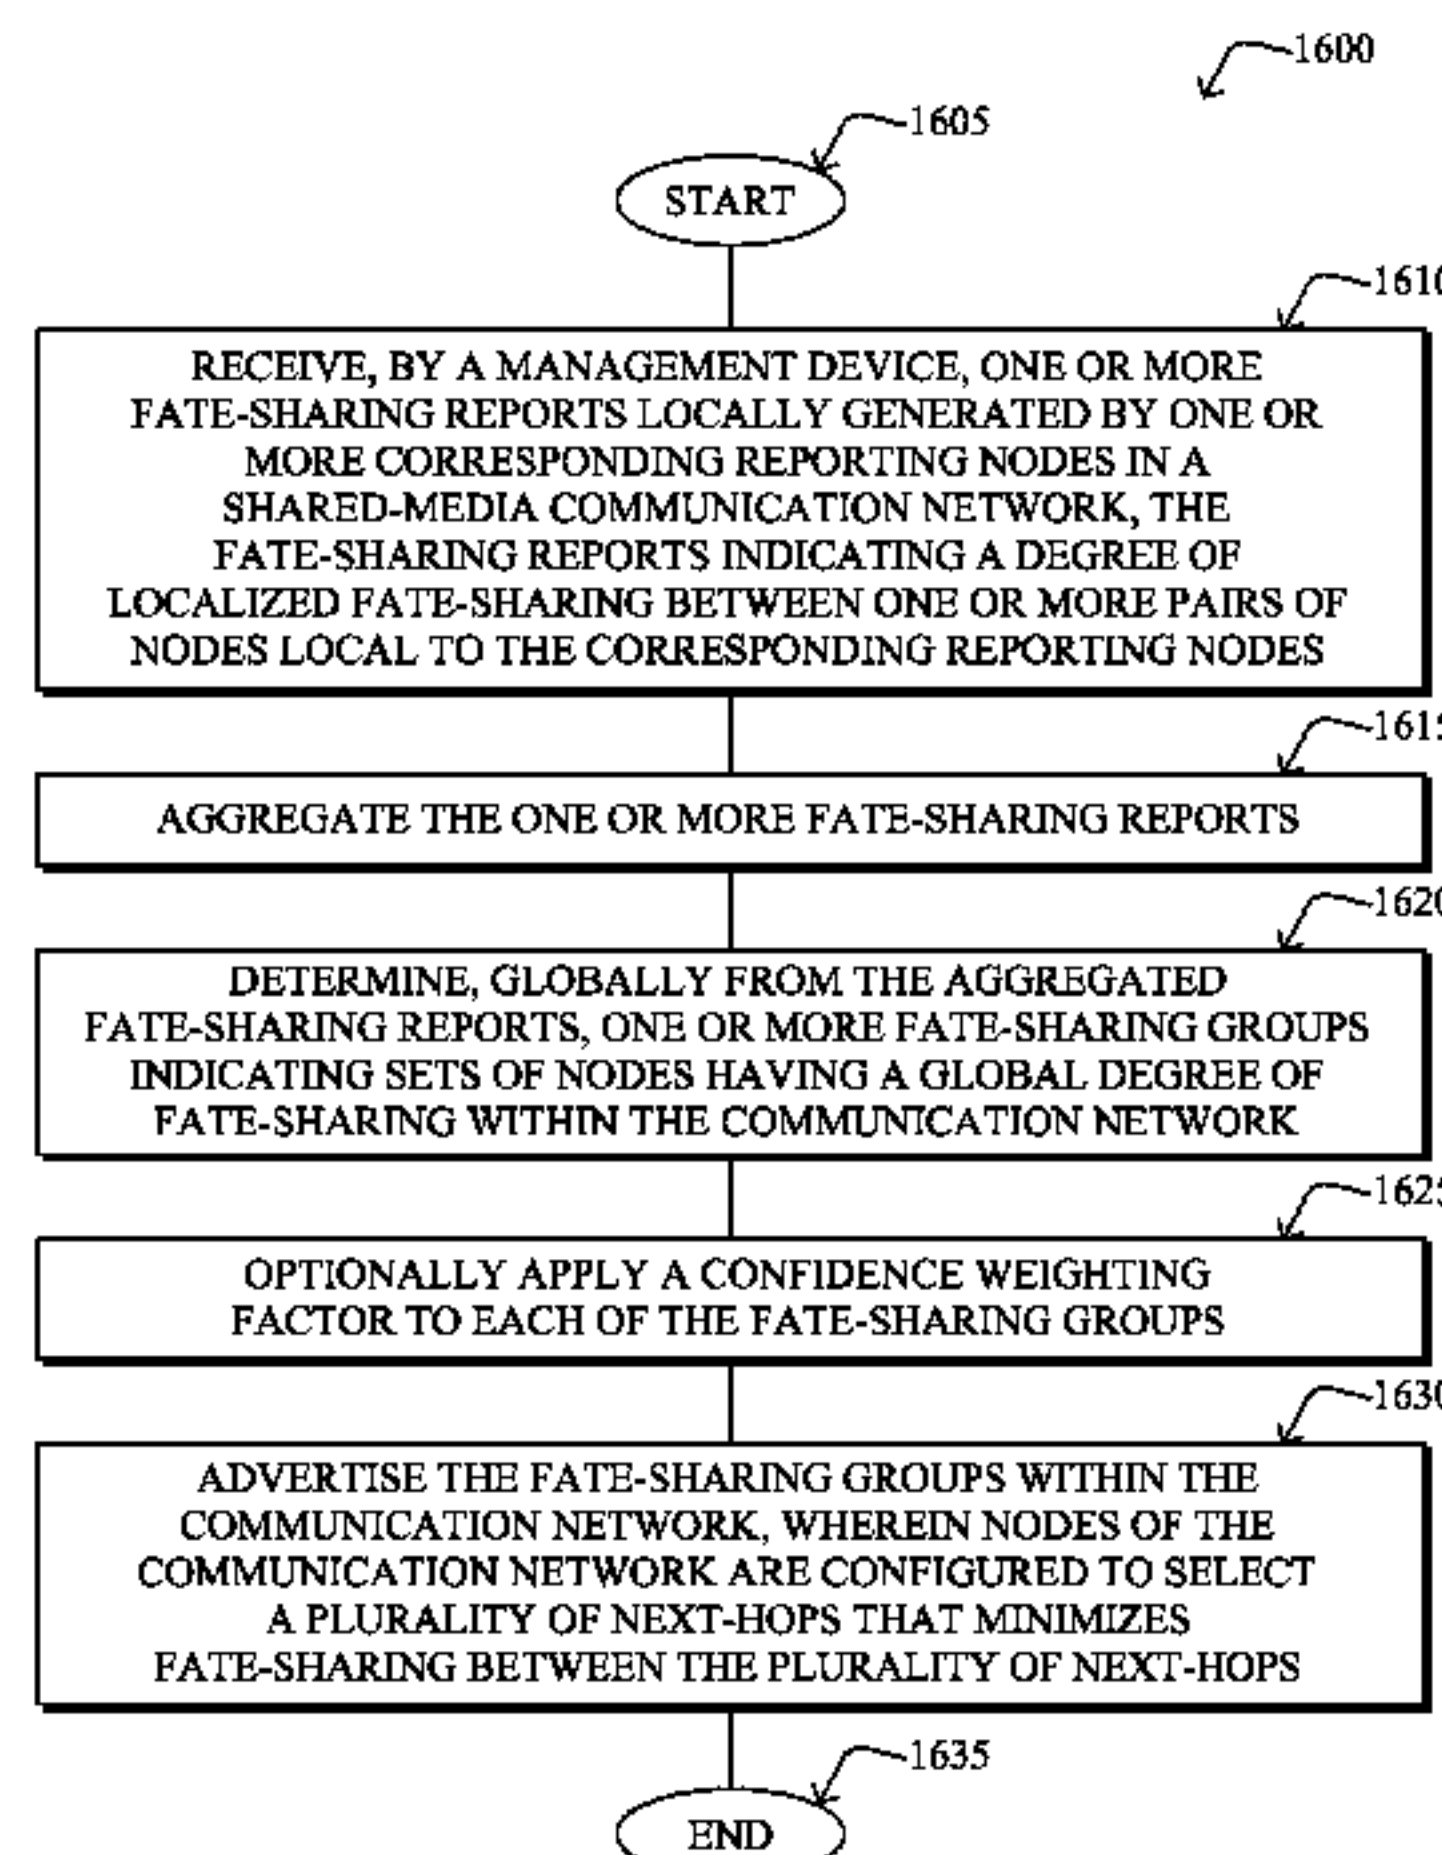 1600
1605
START
1610
RECEIVE, BY A MANAGEMENT DEVICE, ONE OR MORE
FATE-SHARING REPORTS LOCALLY GENERATED BY ONE OR
MORE CORRESPONDING REPORTING NODES IN A
SHARED-MEDIA COMMUNICATION NETWORK, THE
FATE-SHARING REPORTS INDICATING A DEGREE OF
LOCALIZED FATE-SHARING BETWEEN ONE OR MORE PAIRS OF
NODES LOCAL TO THE CORRESPONDING REPORTING NODES
1615
AGGREGATE THE ONE OR MORE FATE-SHARING REPORTS
1620
DETERMINE, GLOBALLY FROM THE AGGREGATED
FATE-SHARING REPORTS, ONE OR MORE FATE-SHARING GROUPS
INDICATING SETS OF NODES HAVING A GLOBAL DEGREE OF
FATE-SHARING WITHIN THE COMMUNICATION NETWORK
1625
OPTIONALLY APPLY A CONFIDENCE WEIGHTING
FACTOR TO EACH OF THE FATE-SHARING GROUPS
1630
ADVERTISE THE FATE-SHARING GROUPS WITHIN THE
COMMUNICATION NETWORK, WHEREIN NODES OF THE
COMMUNICATION NETWORK ARE CONFIGURED TO SELECT
A PLURALITY OF NEXT-HOPS THAT MINIMIZES
FATE-SHARING BETWEEN THE PLURALITY OF NEXT-HOPS
1635
END